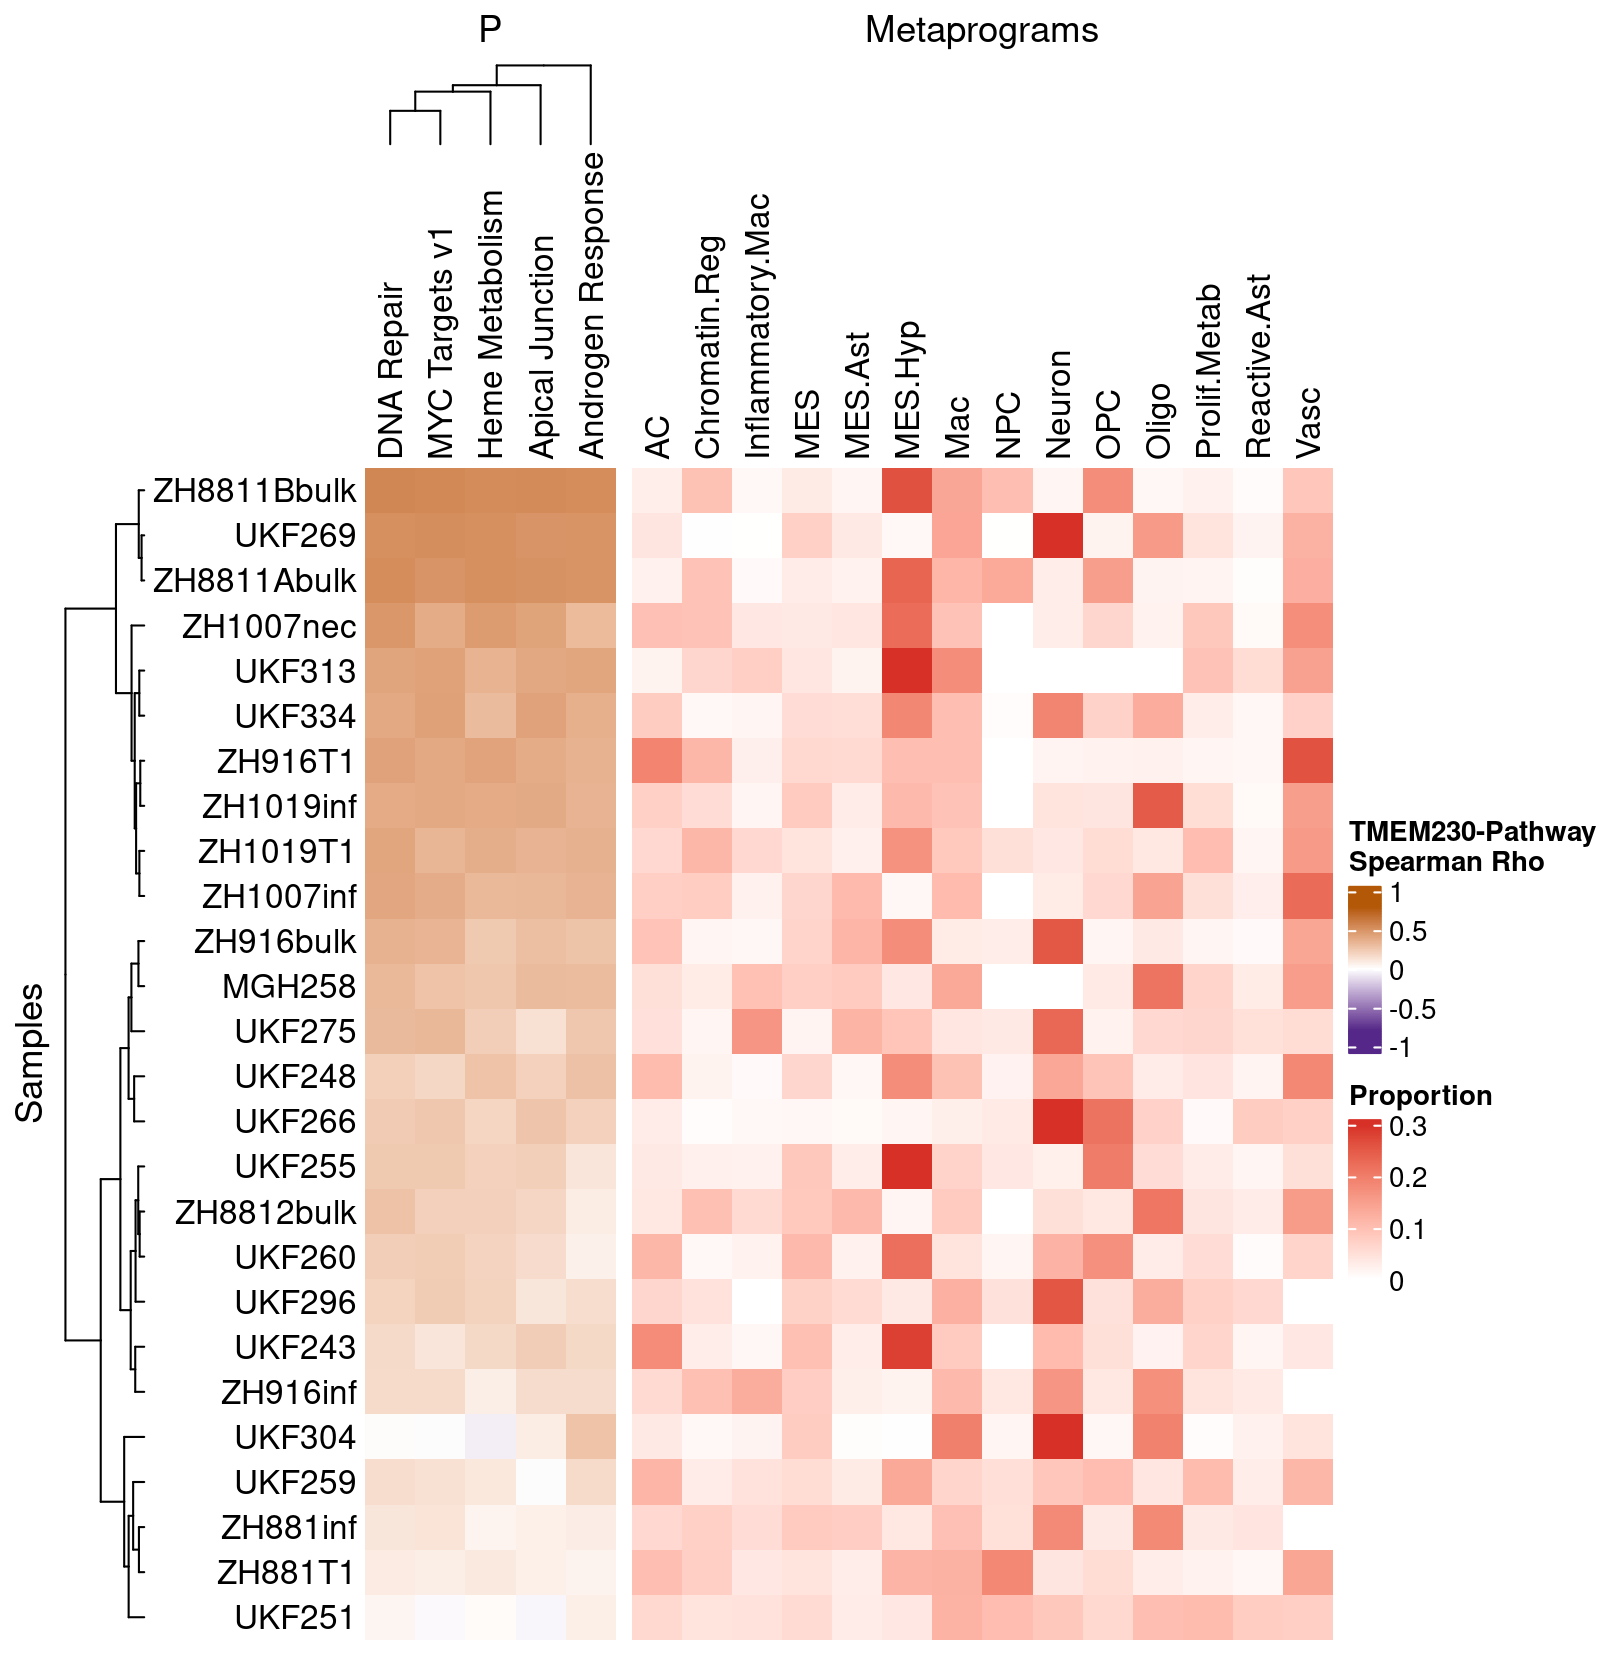 P
Metaprograms
DNA Repair
MYC Targets v1
Heme Metabolism
Apical Junction
Androgen Response
AC
Chromatin.Reg
Inflammatory.Mac
MES
MES.Ast
MES.Hyp
Mac
NPC
Neuron
OPC
Oligo
Prolif.Metab
Reactive.Ast
Vasc
Samples
ZH8811Bbulk
UKF269
ZH8811Abulk
ZH1007nec
UKF313
UKF334
ZH916T1
ZH1019inf
ZH1019T1
ZH1007inf
ZH916bulk
MGH258
UKF275
UKF248
UKF266
UKF255
ZH8812bulk
UKF260
UKF296
UKF243
ZH916inf
UKF304
UKF259
ZH881inf
ZH881T1
UKF251
TMEM230-Pathway
Spearman Rho
1
0.5
0
-0.5
-1
Proportion
0.3
0.2
0.1
0